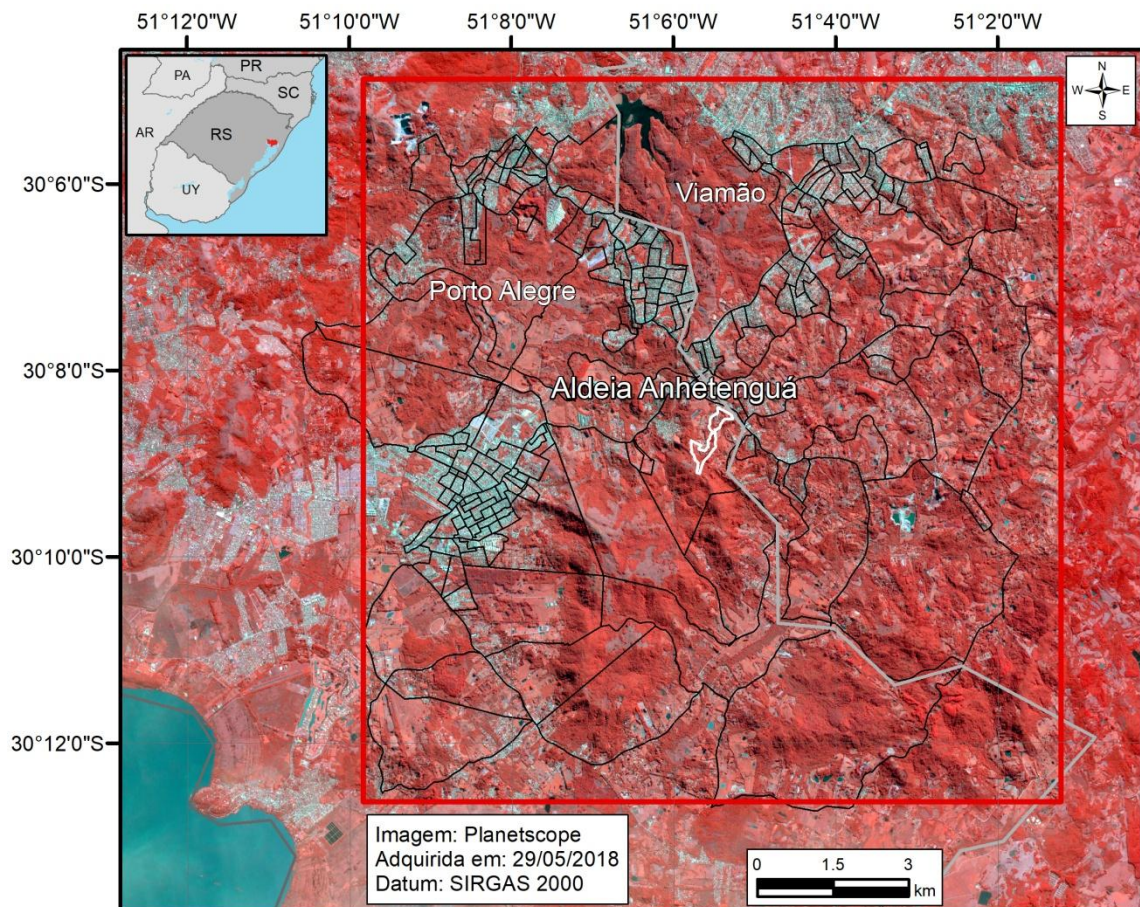 51°12'0"W 51°10'0"W 51°8'0"W 51°6'0"W 51°4'0"W 51°2'0"W
PA
PR
SC
AR
RS
UY
N
W E
S
30°6'0"S
Viamão
Porto Alegre
30°8'0"S
Aldeia Anhetenguá
30°10'0"S
30°12'0"S
Imagem: Planetscope
Adquirida em: 29/05/2018
Datum: SIRGAS 2000
0 1.5 3
km